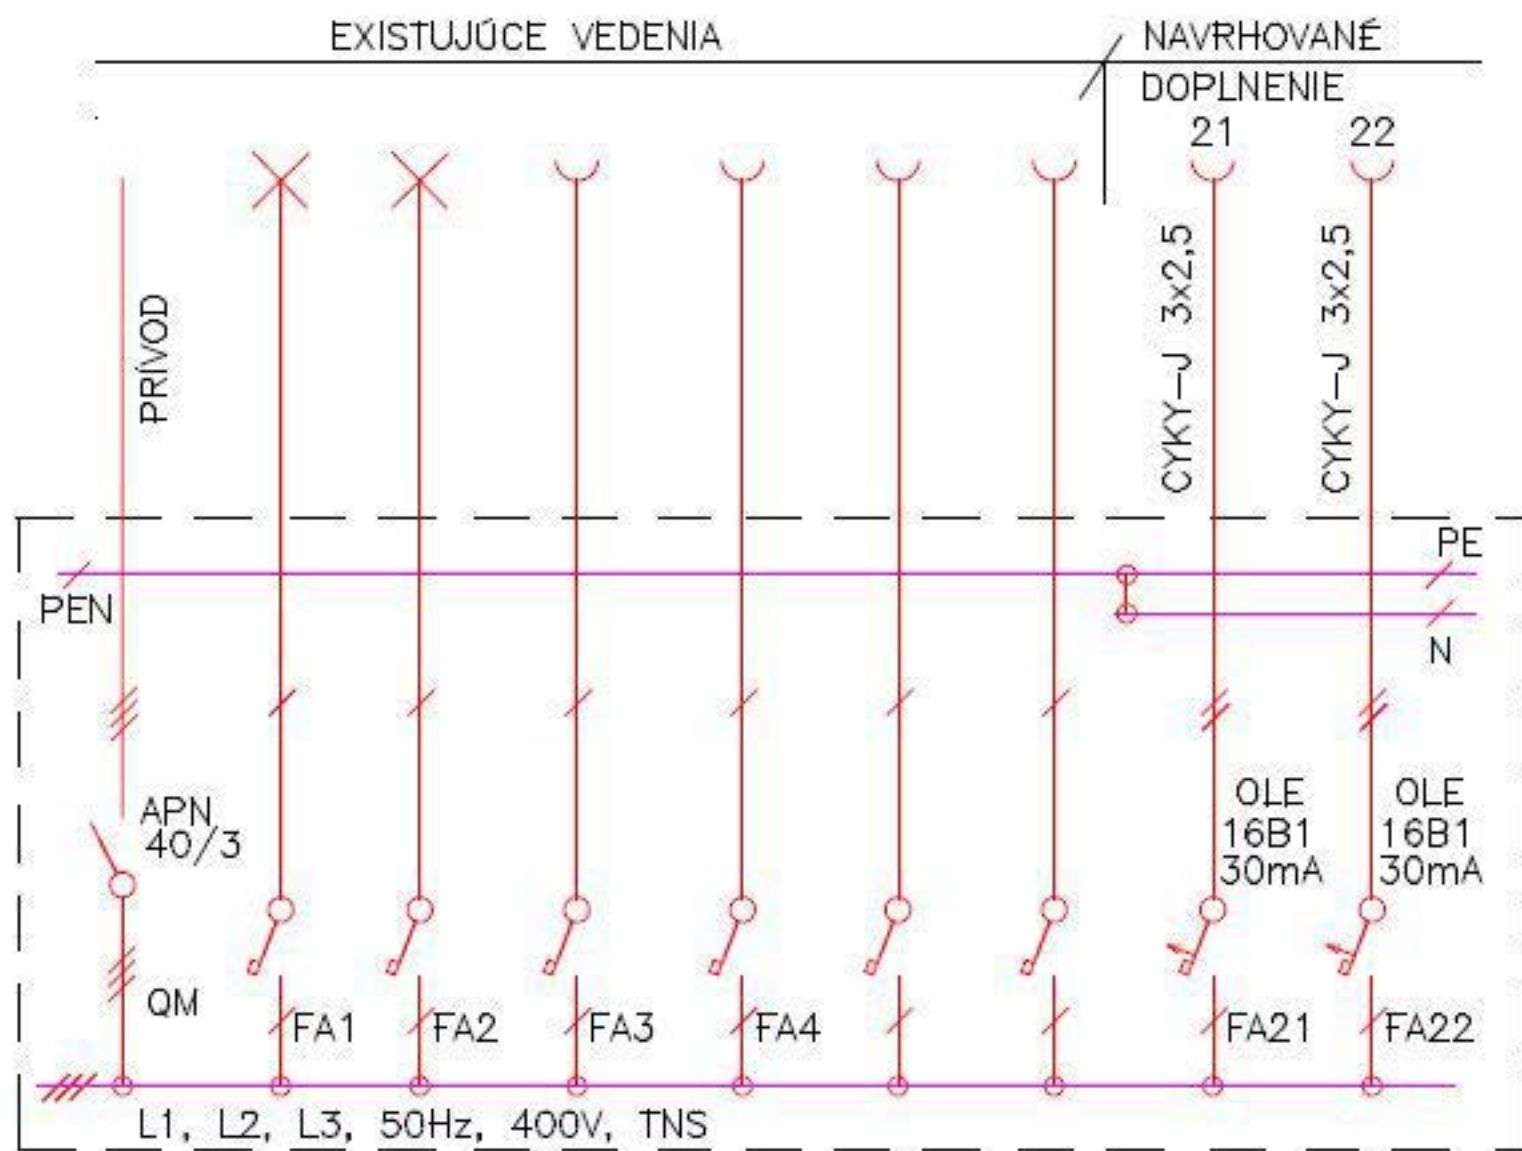 EXISTUJÚCE VEDENIA
NAVRHOVANÉ
DOPLNENIE
21
22
PRÍVOD
CYKY-J 3x2,5
CYKY-J 3x2,5
PE
PEN
N
APN
40/3
OLE
16B1
30mA
OLE
16B1
30mA
QM
FA1
FA2
FA3
FA4
FA21
FA22
L1, L2, L3, 50Hz, 400V, TNS